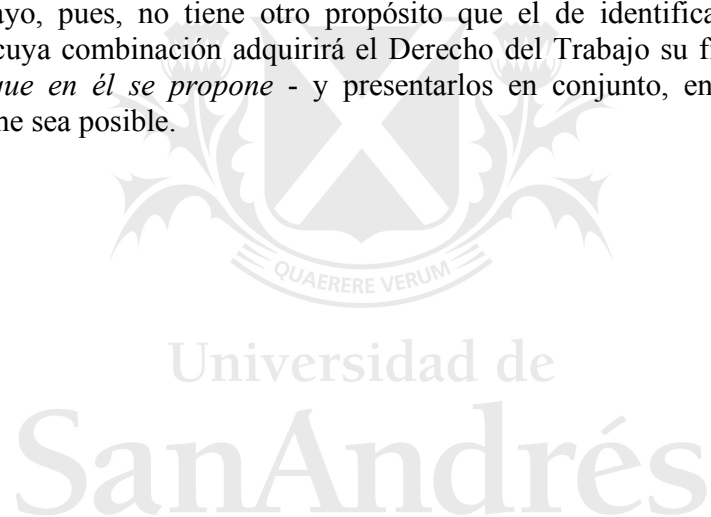 ayo, pues, no tiene otro propósito que el de identifica
cuya combinación adquirirá el Derecho del Trabajo su f
que en él se propone - y presentarlos en conjunto, en
ne sea posible.
QUAERERE VERUM
Universidad de
SanAndrés